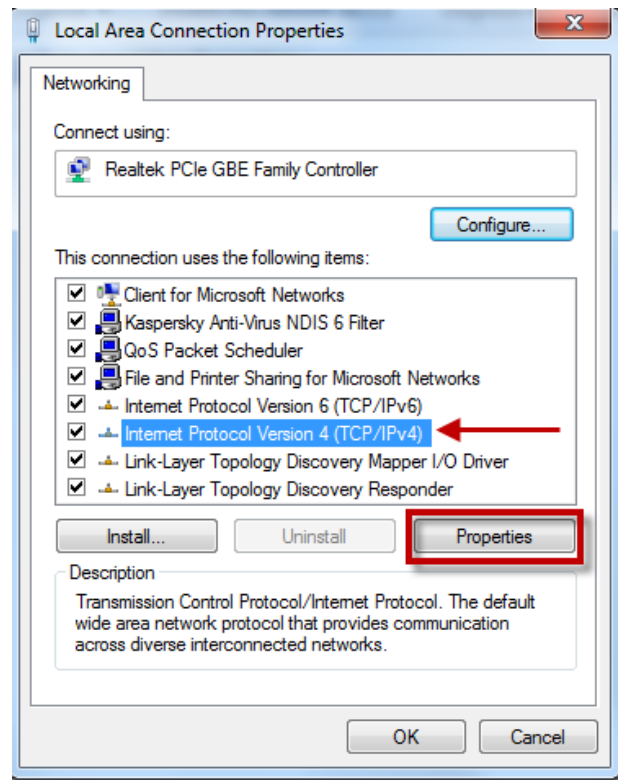 Local Area Connection Properties
Networking
Connect using:
Realtek PCIe GBE Family Controller
Configure...
This connection uses the following items:
Client for Microsoft Networks
Kaspersky Anti-Virus NDIS 6 Filter
QoS Packet Scheduler
File and Printer Sharing for Microsoft Networks
Internet Protocol Version 6 (TCP/IPv6)
Internet Protocol Version 4 (TCP/IPv4)
Link-Layer Topology Discovery Mapper I/O Driver
Link-Layer Topology Discovery Responder
Install... Uninstall Properties
Description
Transmission Control Protocol/Internet Protocol. The default
wide area network protocol that provides communication
across diverse interconnected networks.
OK Cancel